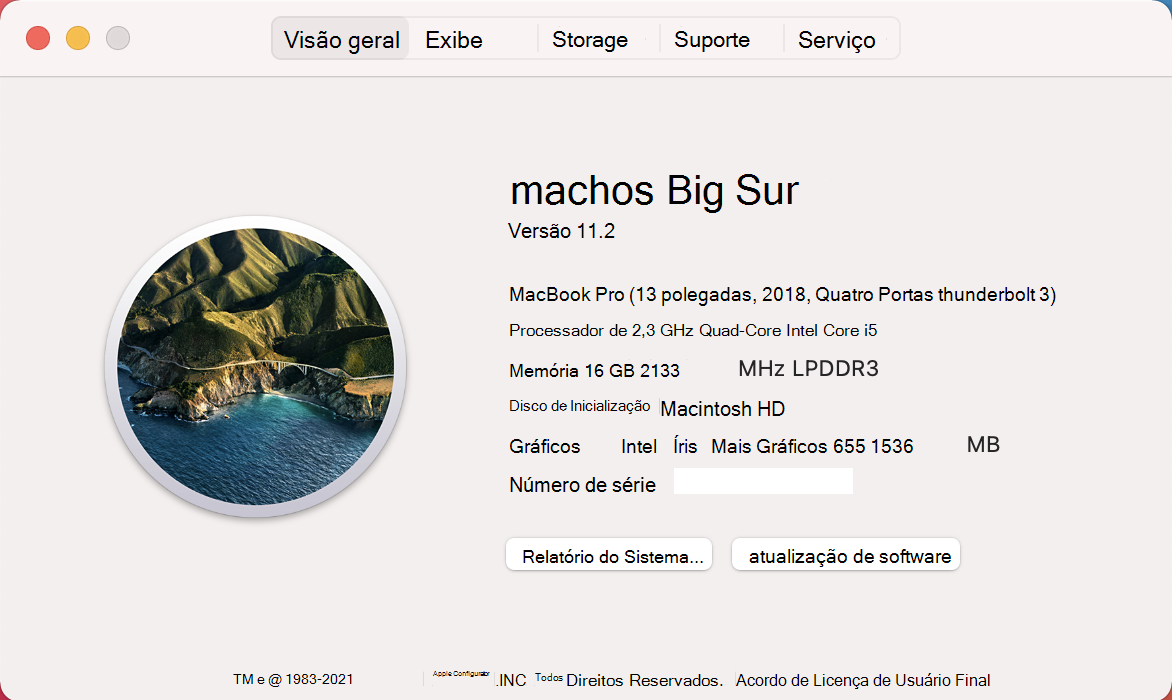 Visão geral Exibe Storage Suporte Serviço
machos Big Sur
Versão 11.2
MacBook Pro (13 polegadas, 2018, Quatro Portas thunderbolt 3)
Processador de 2,3 GHz Quad-Core Intel Core i5
Memória 16 GB 2133 MHz LPDDR3
Disco de Inicialização Macintosh HD
Gráficos Intel Íris Mais Gráficos 655 1536 MB
Número de série
Relatório do Sistema... atualização de software
TM e @ 1983-2021 Apple Configurator .INC Todos Direitos Reservados. Acordo de Licença de Usuário Final